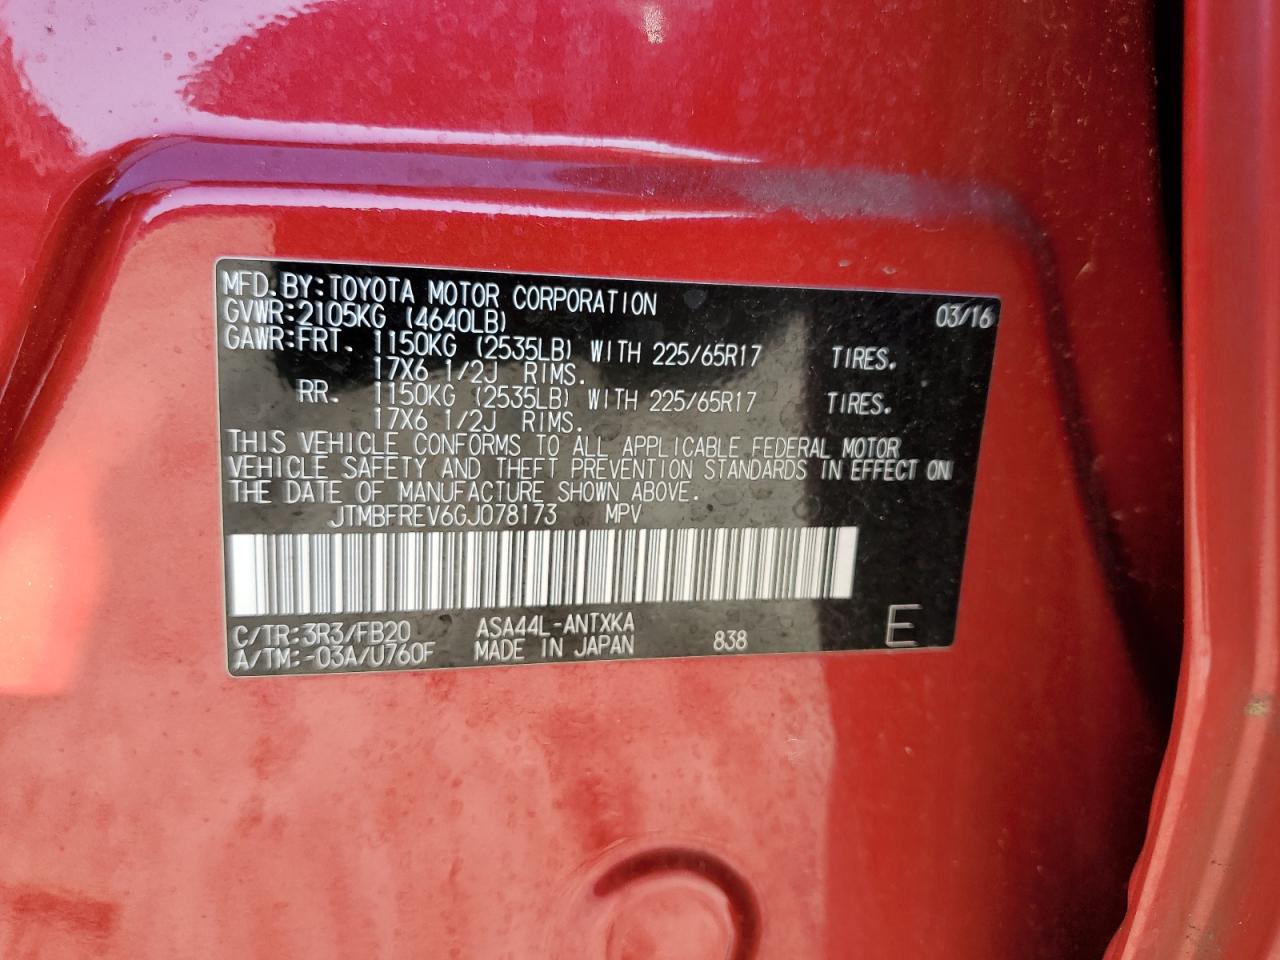 MFD. BY: TOYOTA MOTOR CORPORATION 03/16
GVWR: 2105KG (4640LB)
GAWR: FRT. 1150KG (2535LB) WITH 225/65R17 TIRES.
17X6 1/2J RIMS.
RR. 1150KG (2535LB) WITH 225/65R17 TIRES.
17X6 1/2J RIMS.
THIS VEHICLE CONFORMS TO ALL APPLICABLE FEDERAL MOTOR
VEHICLE SAFETY AND THEFT PREVENTION STANDARDS IN EFFECT ON
THE DATE OF MANUFACTURE SHOWN ABOVE.
JTMBFREV6GJ078173 MPV
C/TR: 3R3/FB20 ASA44L-ANTXKA
A/TM: -03A/U760F MADE IN JAPAN 838 E